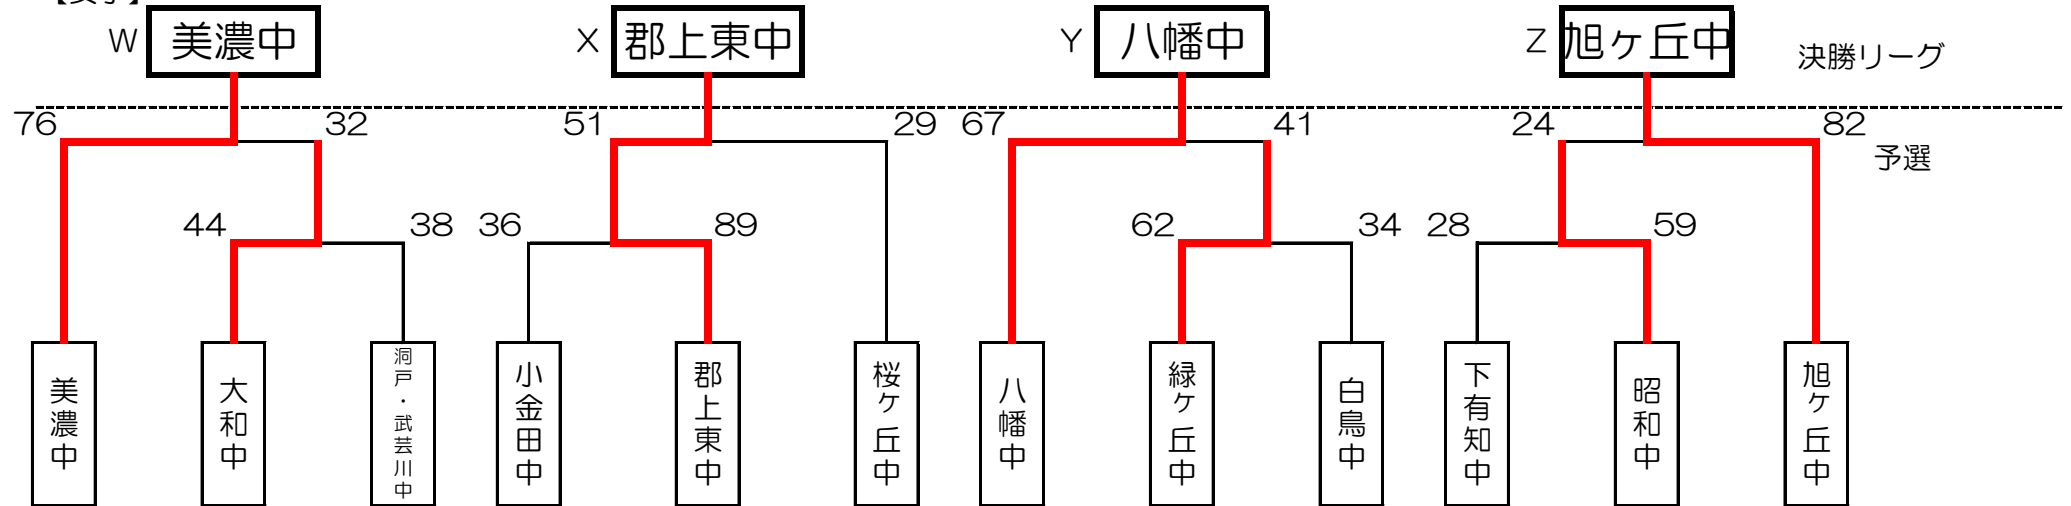 W 美濃中 X 郡上東中 Y 八幡中 Z 旭ヶ丘中
決勝リーグ
76 32 51 29 67 41 24 82
予選
44 38 36 89 62 34 28 59
美濃中
大和中
洞戸・武芸川中
小金田中
郡上東中
桜ケ丘中
八幡中
緑ケ丘中
白鳥中
下有知中
昭和中
旭ケ丘中